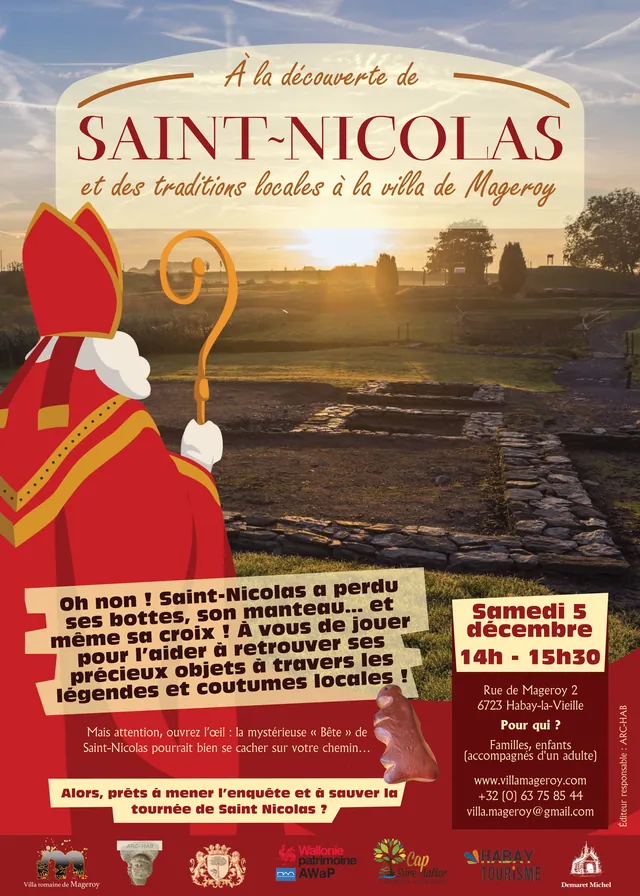 À la découverte de
SAINT~NICOLAS
et des traditions locales à la villa de Mageroy
Oh non ! Saint-Nicolas a perdu
ses bottes, son manteau... et
même sa croix ! À vous de jouer
pour l'aider à retrouver ses
précieux objets à travers les
légendes et coutumes locales !
Mais attention, ouvrez l'œil : la mystérieuse « Bête » de
Saint-Nicolas pourrait bien se cacher sur votre chemin...
Alors, prêts à mener l'enquête et à sauver la
tournée de Saint Nicolas ?
Samedi 5
décembre
14h - 15h30
Rue de Mageroy 2
6723 Habay-la-Vieille
Pour qui ?
Familles, enfants
(accompagnés d'un adulte)
www.villamageroy.com
+32 (0) 63 75 85 44
villa.mageroy@gmail.com
Éditeur responsable : ARC-HAB
Villa romaine de Mageroy
ARC-HAB
Wallonie
patrimoine
AWaP
Cap
HABAY
TOURISME
Demaret Michel